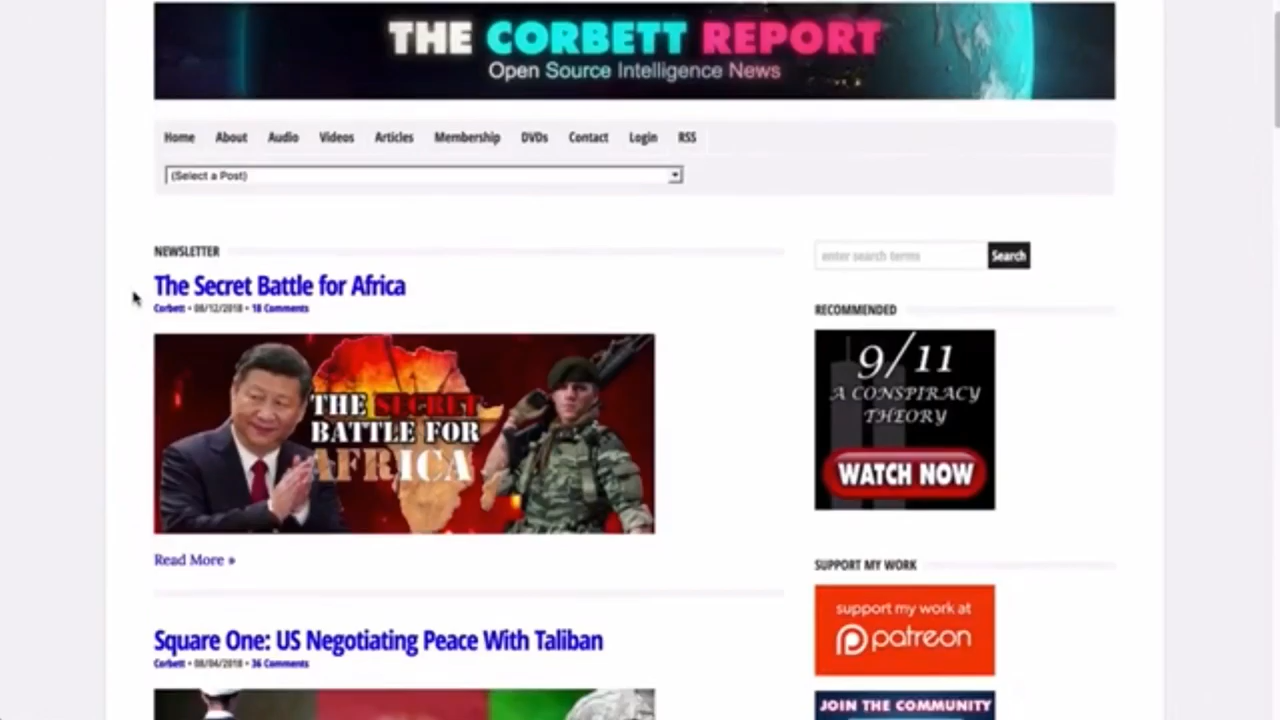 THE CORBETT REPORT
Open Source Intelligence News
Home About Audio Videos Articles Membership DVDs Contact Login RSS
(Select a Post)
NEWSLETTER
The Secret Battle for Africa
Corbett • 08/12/2018 • 18 Comments
THE SECRET
BATTLE FOR
AFRICA
Read More »
Square One: US Negotiating Peace With Taliban
Corbett • 08/04/2018 • 36 Comments
enter search terms Search
RECOMMENDED
9/11
A CONSPIRACY
THEORY
WATCH NOW
SUPPORT MY WORK
support my work at
patreon
JOIN THE COMMUNITY